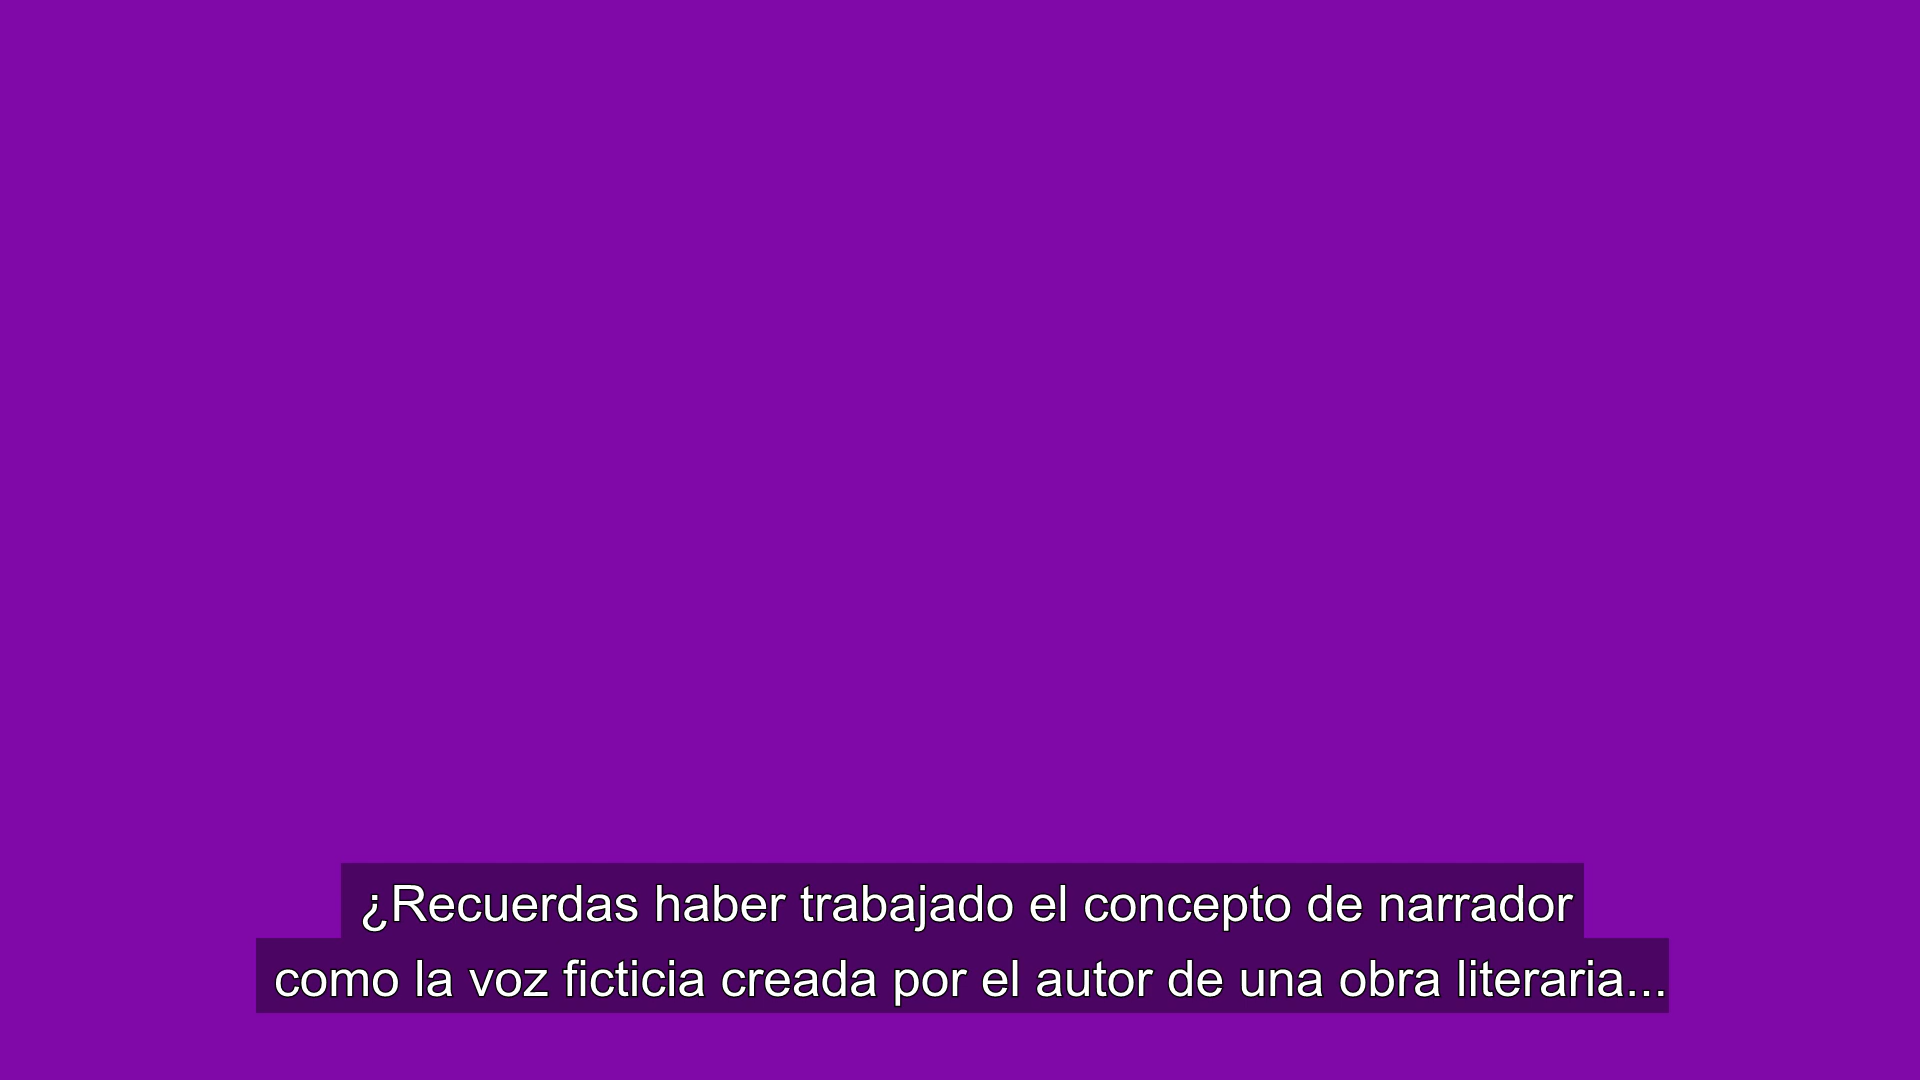 ¿Recuerdas haber trabajado el concepto de narrador
como la voz ficticia creada por el autor de una obra literaria...